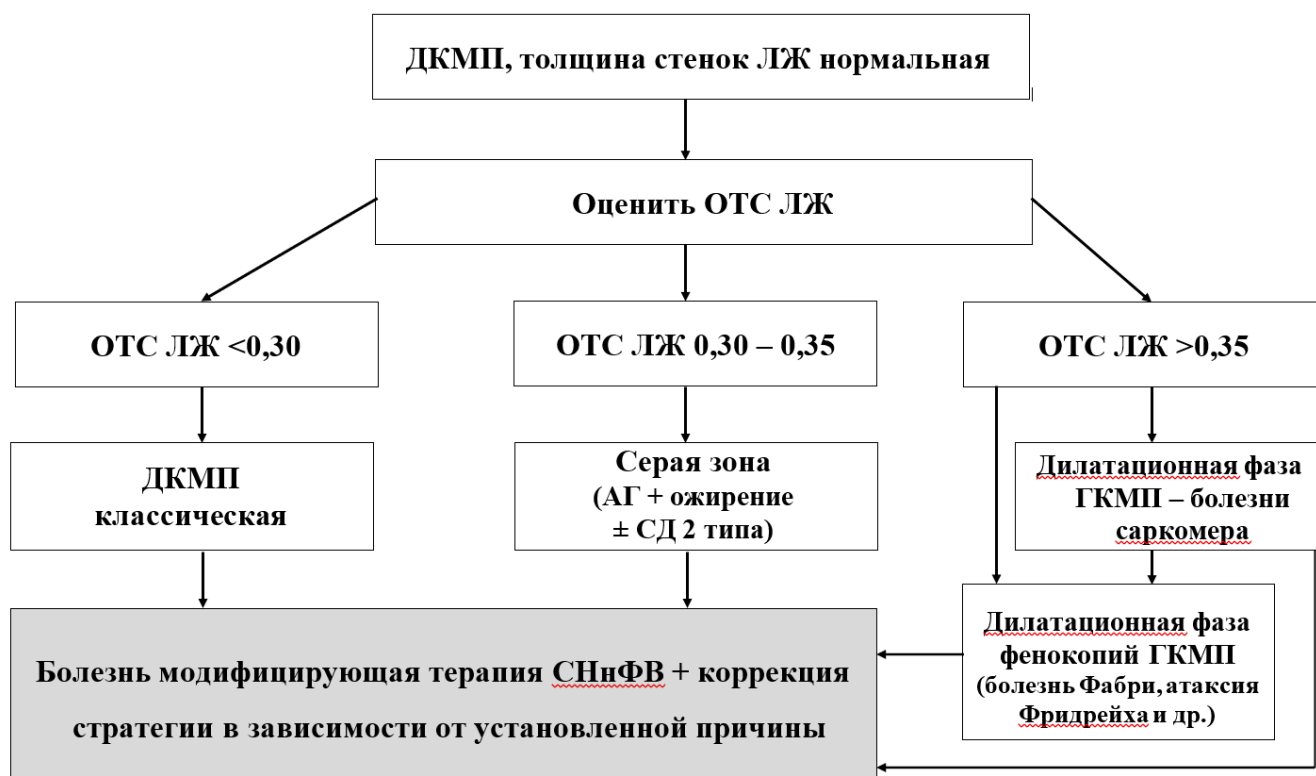 ДКМП, толщина стенок ЛЖ нормальная
Оценить ОТС ЛЖ
ОТС ЛЖ <0,30
ОТС ЛЖ 0,30 – 0,35
ОТС ЛЖ >0,35
ДКМП
классическая
Серая зона
(АГ + ожирение
± СД 2 типа)
Дилатационная фаза
ГКМП – болезни
саркомера
Дилатационная фаза
фенокопий ГКМП
(болезнь Фабри, атаксия
Фридрейха и др.)
Болезнь модифицирующая терапия СНнФВ + коррекция
стратегии в зависимости от установленной причины